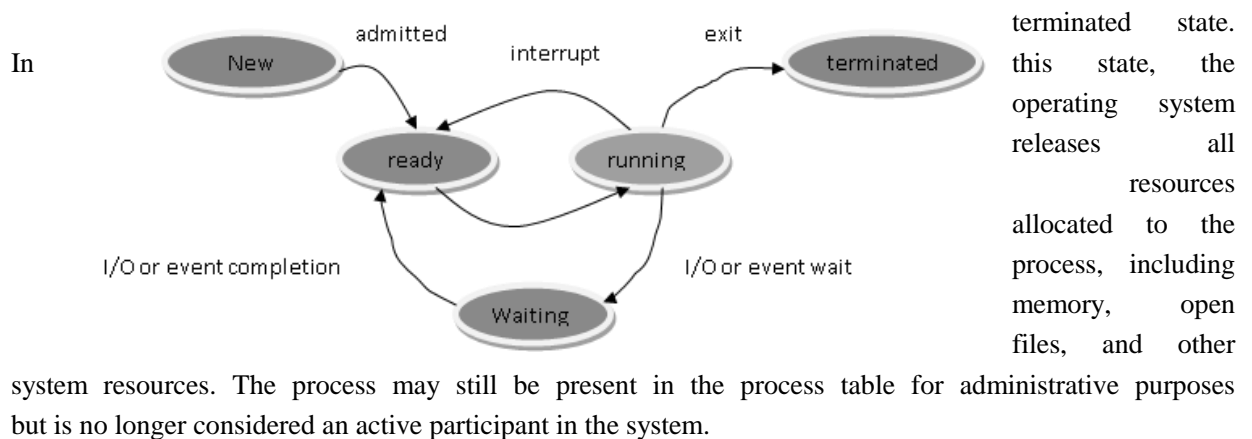 terminated state.
In this state, the
operating system
releases all
resources
allocated to the
process, including
memory, open
files, and other
system resources. The process may still be present in the process table for administrative purposes
but is no longer considered an active participant in the system.
New
admitted
interrupt
exit
terminated
ready
running
I/O or event completion
I/O or event wait
Waiting